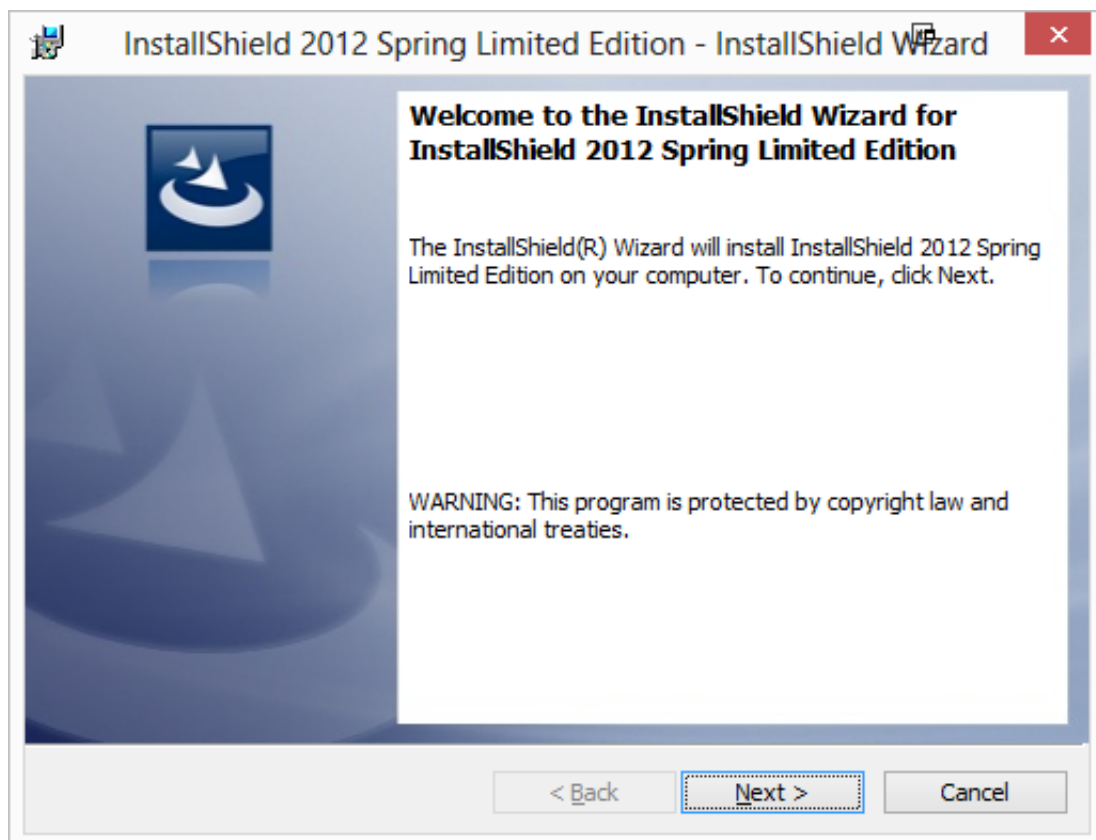 InstallShield 2012 Spring Limited Edition - InstallShield Wizard
Welcome to the InstallShield Wizard for
InstallShield 2012 Spring Limited Edition
The InstallShield(R) Wizard will install InstallShield 2012 Spring
Limited Edition on your computer. To continue, click Next.
WARNING: This program is protected by copyright law and
international treaties.
< Back Next > Cancel